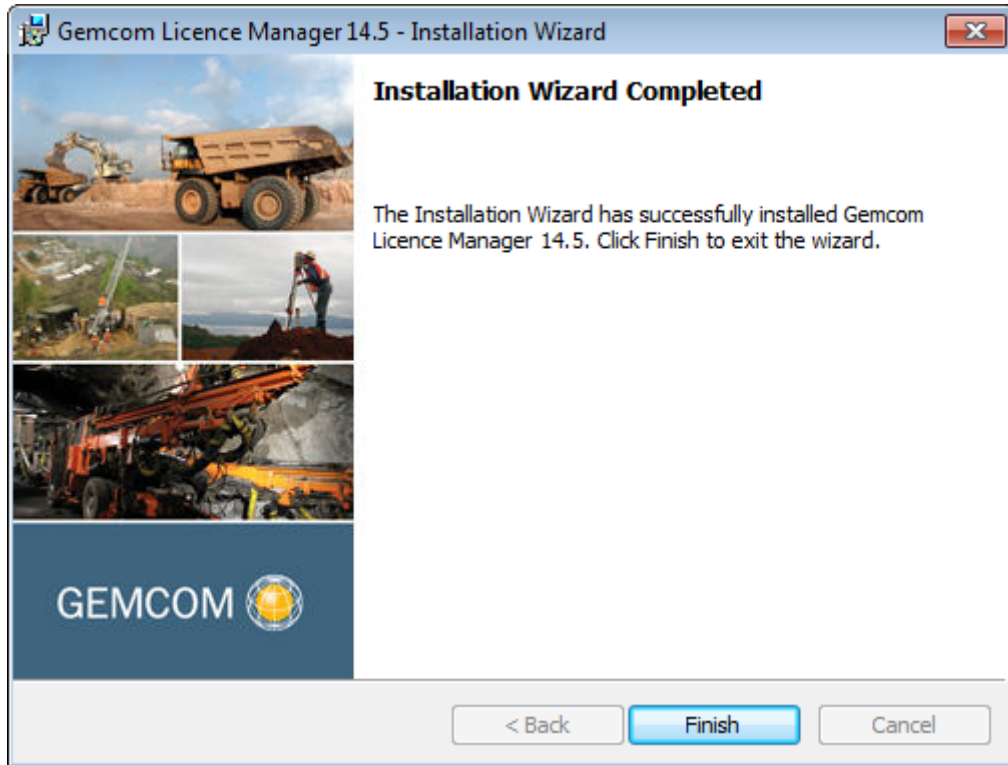 Gemcom Licence Manager 14.5 - Installation Wizard
Installation Wizard Completed
The Installation Wizard has successfully installed Gemcom
Licence Manager 14.5. Click Finish to exit the wizard.
GEMCOM
< Back
Finish
Cancel